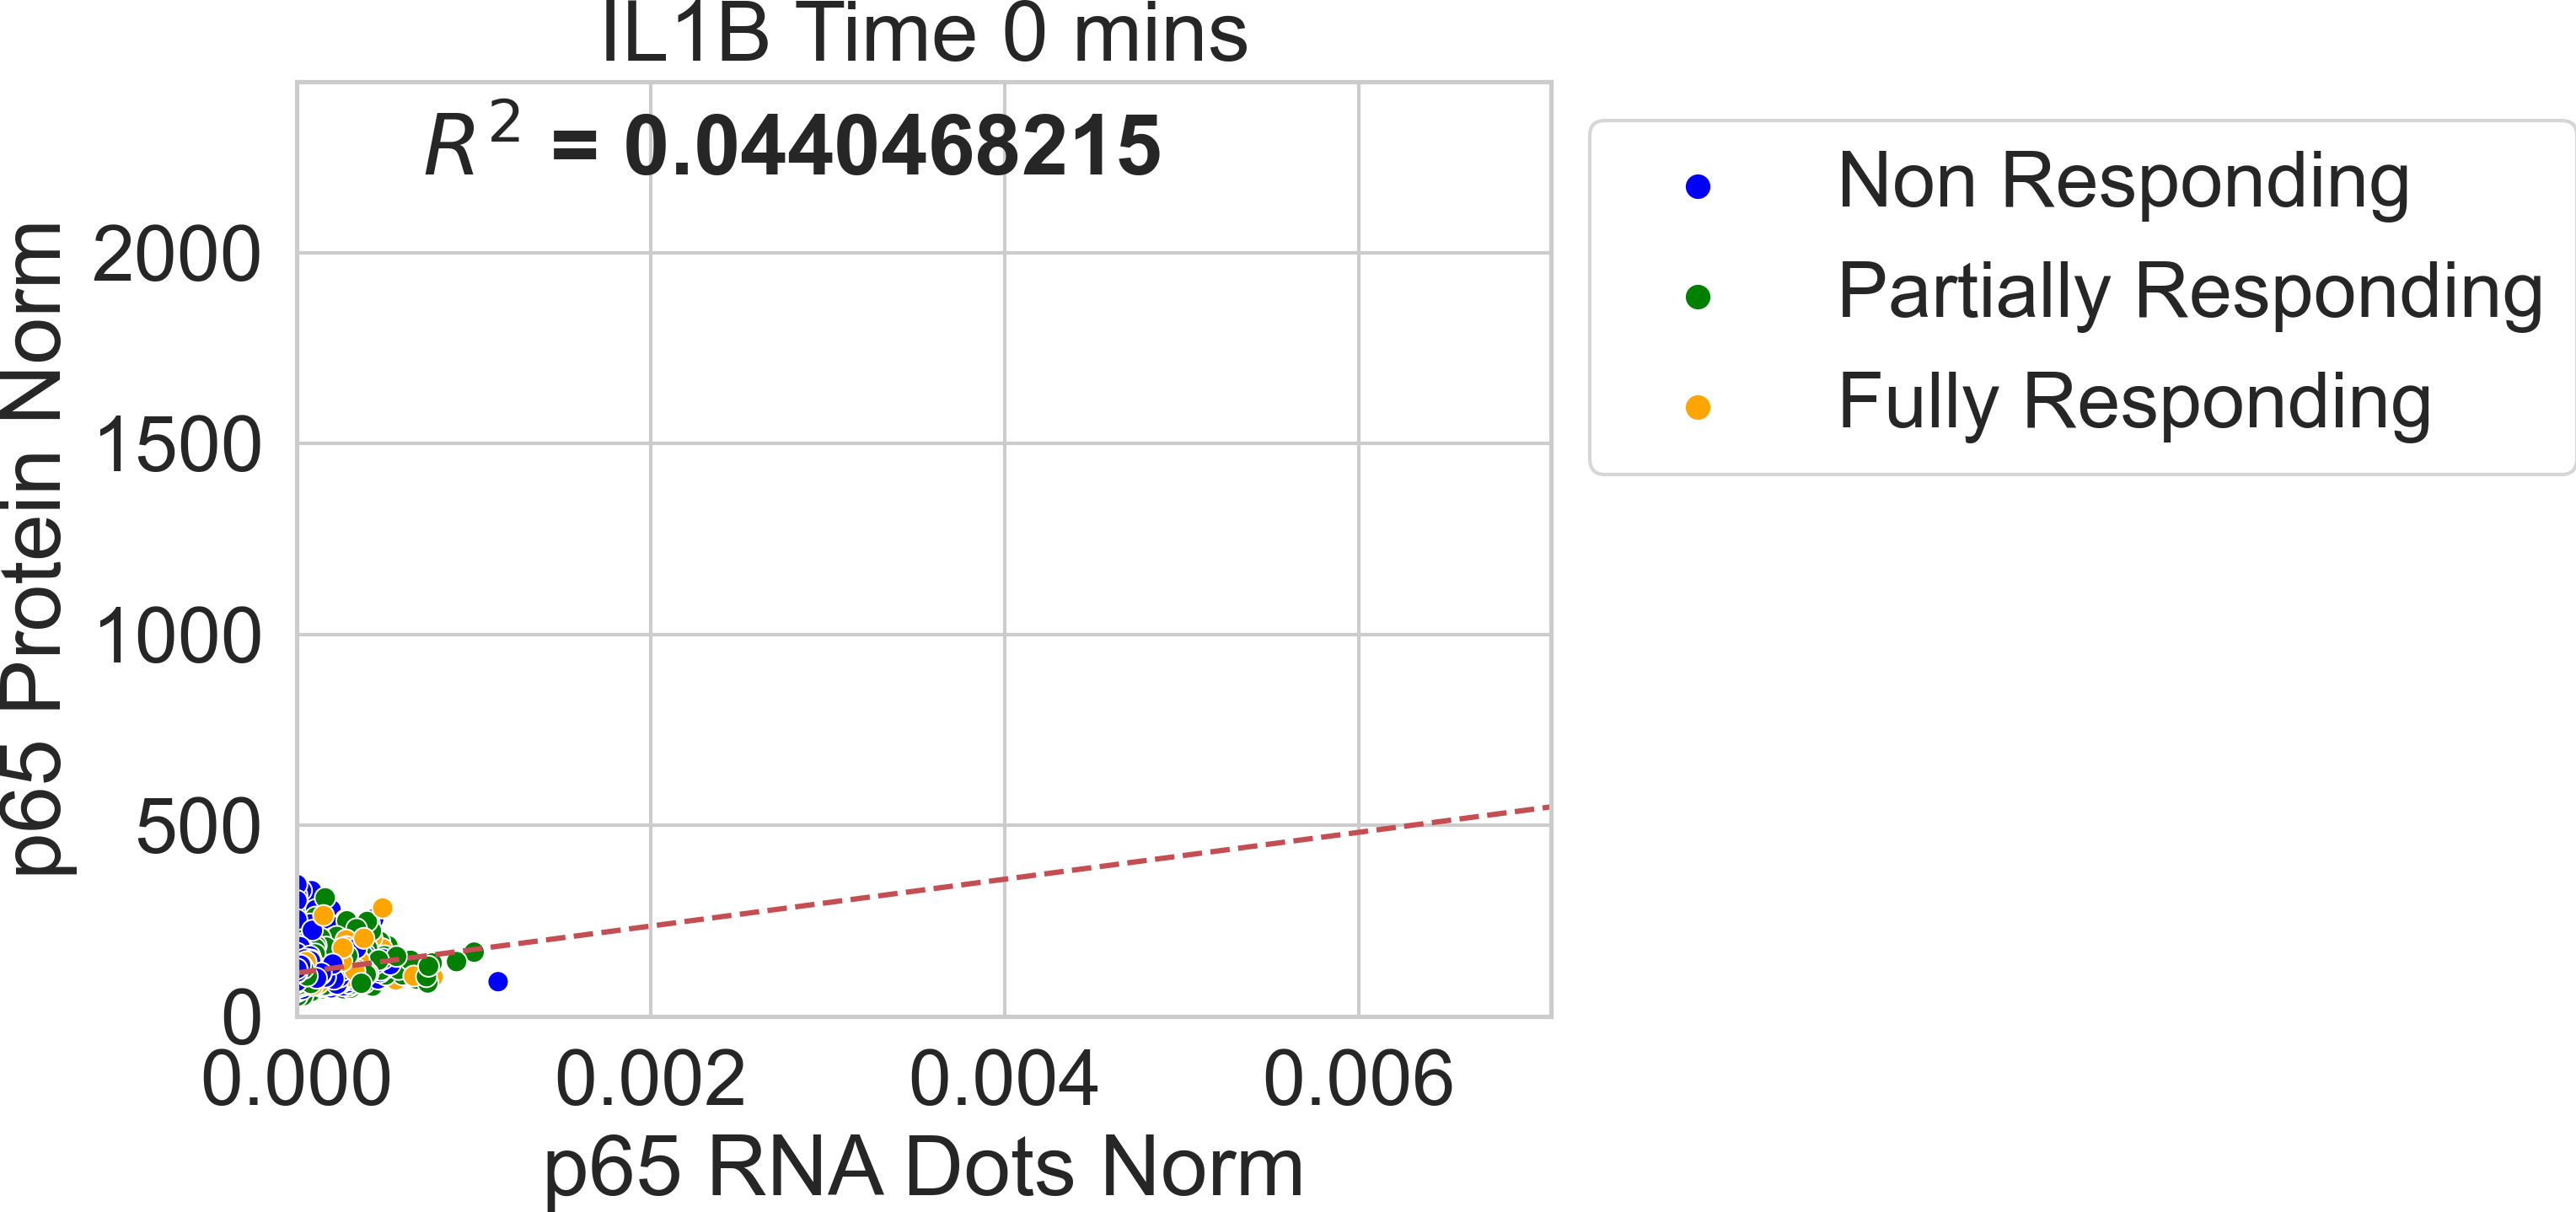 IL1B Time 0 mins
R² = 0.0440468215
p65 Protein Norm
2000
1500
1000
500
0
0.000 0.002 0.004 0.006
p65 RNA Dots Norm
Non Responding
Partially Responding
Fully Responding